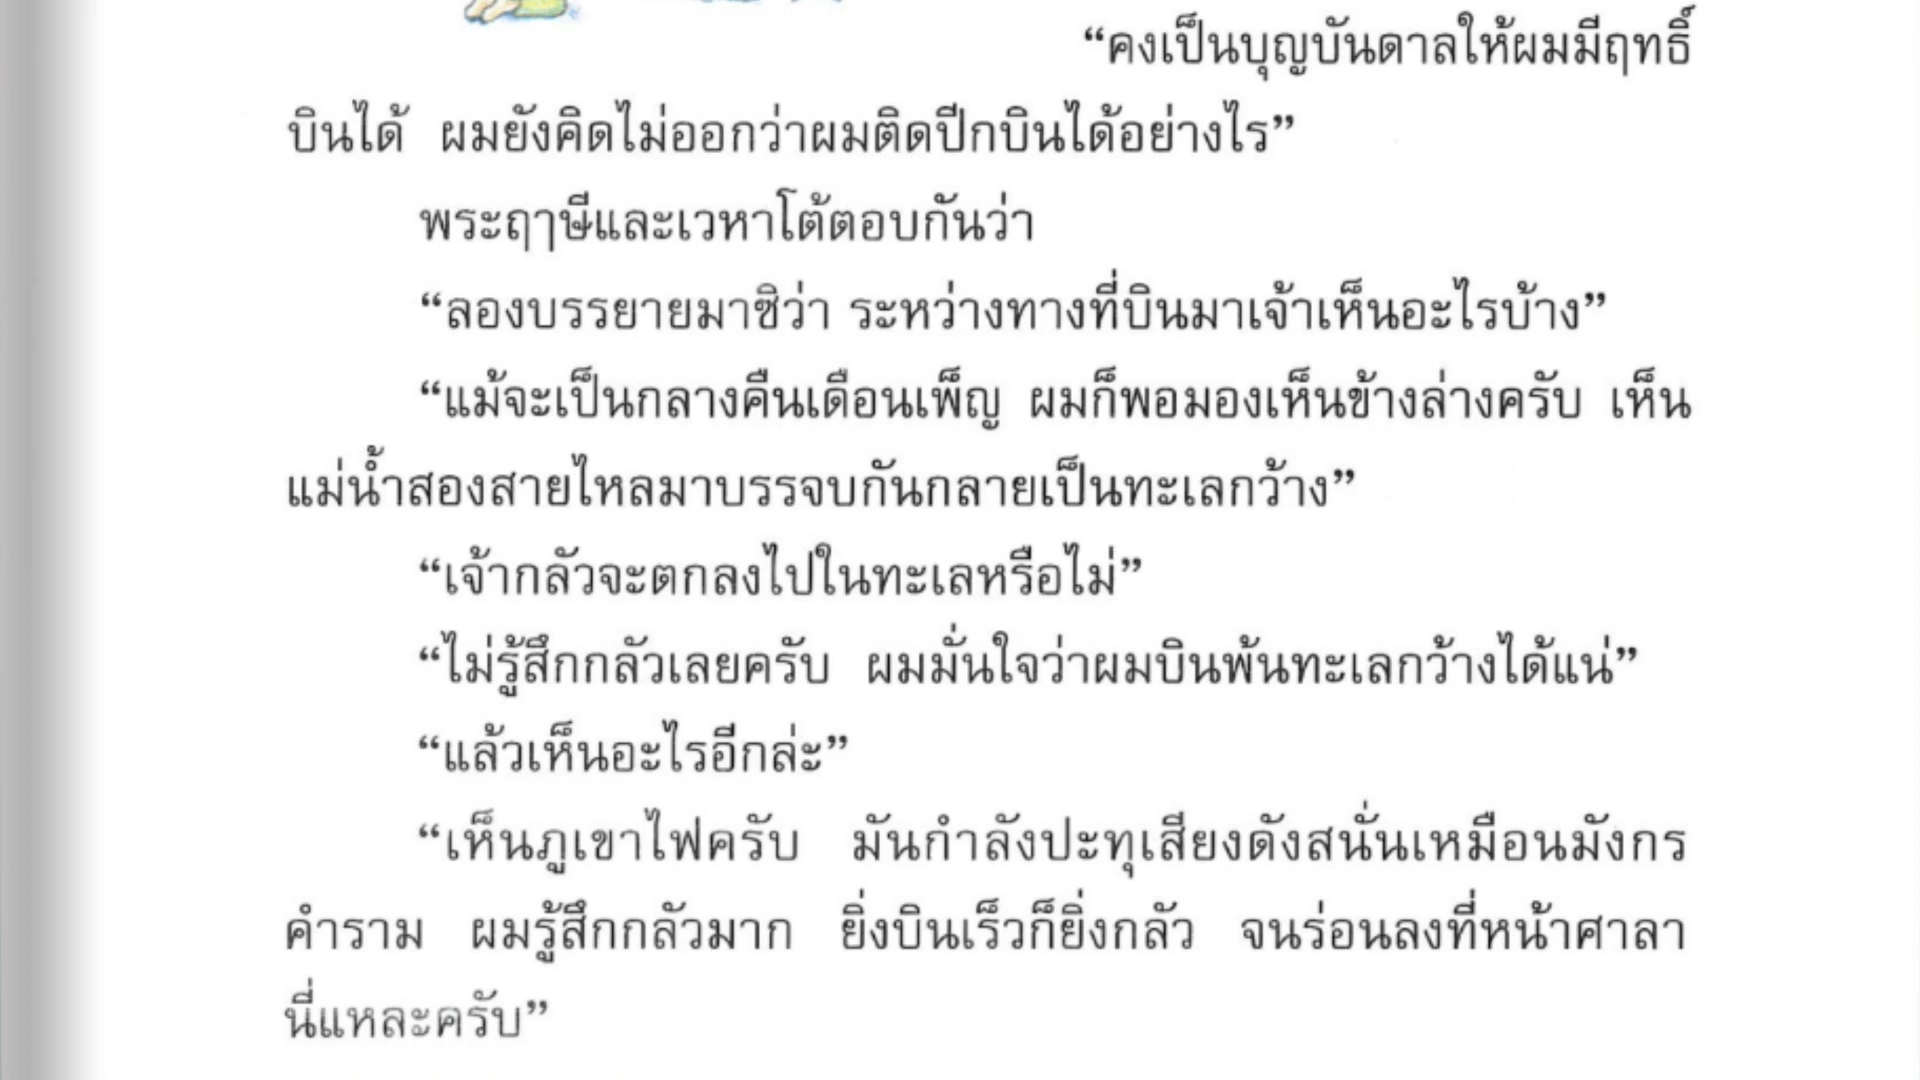 “คงเป็นบุญบันดาลให้ผมมีฤทธิ์
บินได้ ผมยังคิดไม่ออกว่าผมติดปีกบินได้อย่างไร”
พระฤๅษีและเวหาโต้ตอบกันว่า
“ลองบรรยายมาซิว่า ระหว่างทางที่บินมาเจ้าเห็นอะไรบ้าง”
“แม้จะเป็นกลางคืนเดือนเพ็ญ ผมก็พอมองเห็นข้างล่างครับ เห็น
แม่น้ำสองสายไหลมาบรรจบกันกลายเป็นทะเลกว้าง”
“เจ้ากลัวจะตกลงไปในทะเลหรือไม่”
“ไม่รู้สึกกลัวเลยครับ ผมมั่นใจว่าผมบินพ้นทะเลกว้างได้แน่”
“แล้วเห็นอะไรอีกล่ะ”
“เห็นภูเขาไฟครับ มันกำลังปะทุเสียงดังสนั่นเหมือนมังกร
คำราม ผมรู้สึกกลัวมาก ยิ่งบินเร็วก็ยิ่งกลัว จนร่อนลงที่หน้าศาลา
นี่แหละครับ”